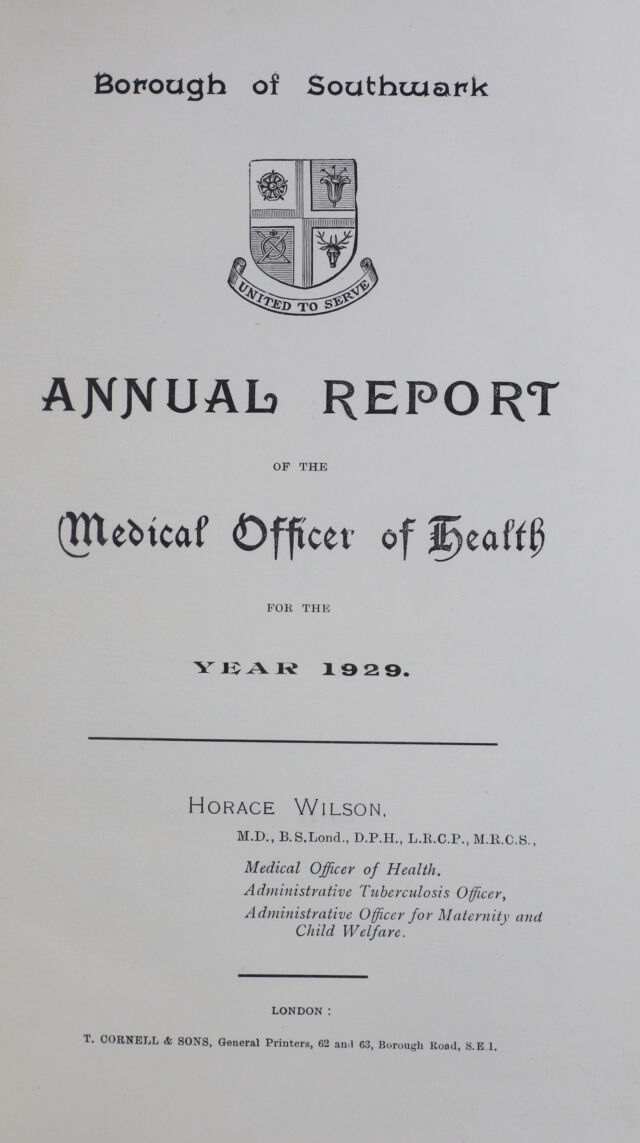 Borough of Southwark
UNITED TO SERVE
ANNUAL REPORT
OF THE
Medical Officer of Health
FOR THE
YEAR 1929.
HORACE WILSON,
M.D., B.S.Lond., D.P.H., L.R.C.P., M.R.C.S.,
Medical Officer of Health.
Administrative Tuberculosis Officer,
Administrative Officer for Maternity and
Child Welfare.
LONDON :
T. CORNELL & SONS, General Printers, 62 and 63, Borough Road, S.E.1.